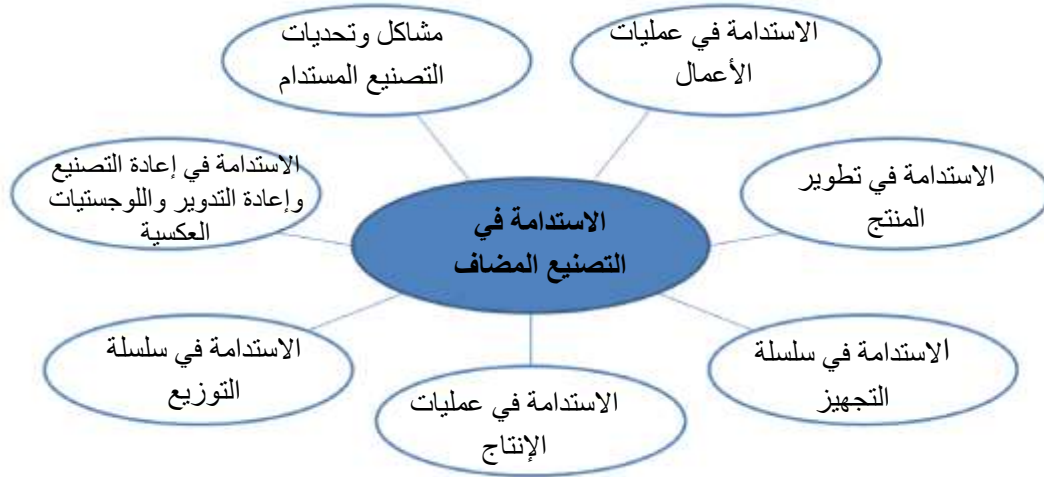 الاستدامة في عمليات
الأعمال
مشاكل وتحديات
التصنيع المستدام
الاستدامة في تطوير
المنتج
الاستدامة في إعادة التصنيع
وإعادة التدوير واللوجستيات
العكسية
الاستدامة في
التصنيع المضاف
الاستدامة في سلسلة
التجهيز
الاستدامة في عمليات
الإنتاج
الاستدامة في سلسلة
التوزيع